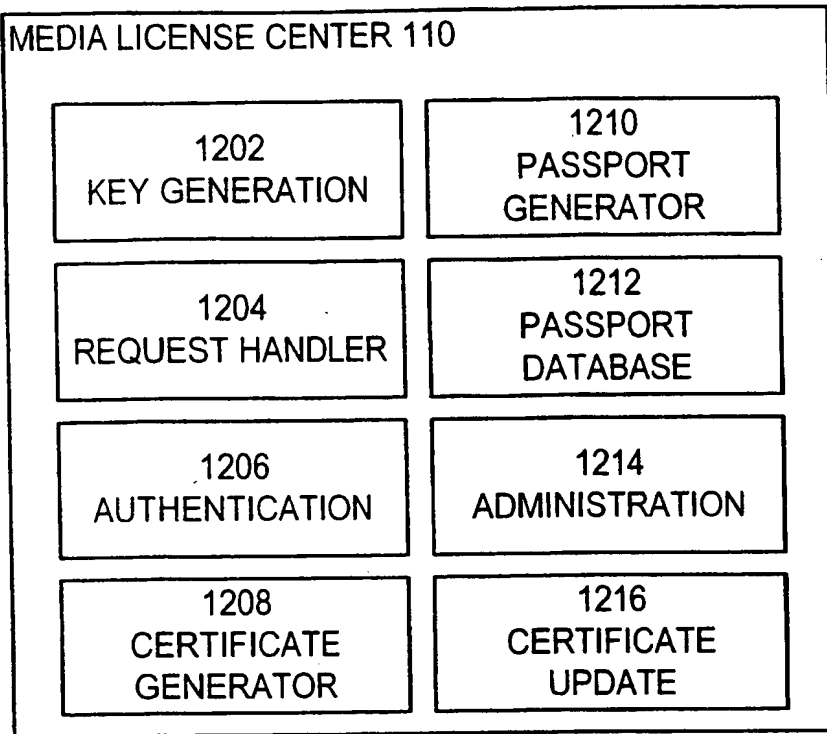 MEDIA LICENSE CENTER 110
1202
KEY GENERATION
1204
REQUEST HANDLER
1206
AUTHENTICATION
1208
CERTIFICATE
GENERATOR
1210
PASSPORT
GENERATOR
1212
PASSPORT
DATABASE
1214
ADMINISTRATION
1216
CERTIFICATE
UPDATE